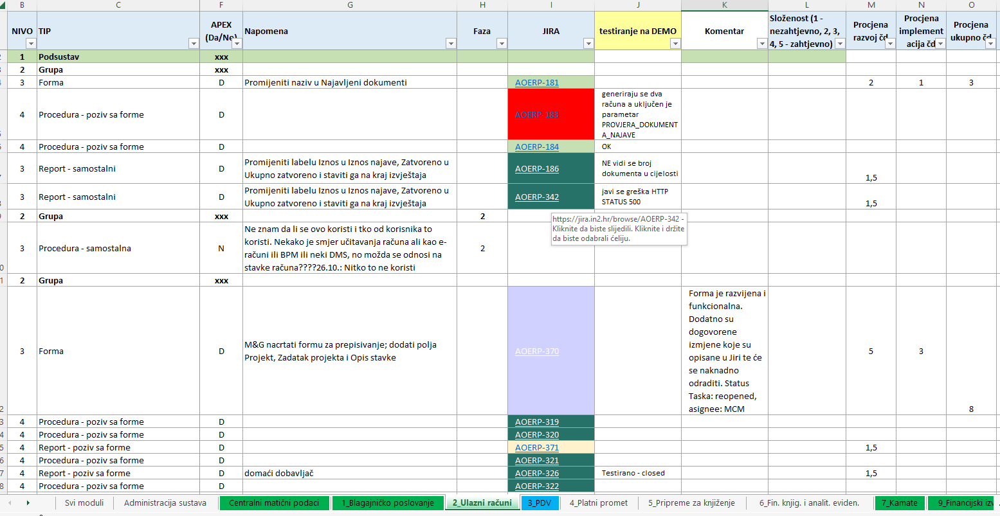 B C F G H I J K L M N O
NIVO TIP APEX (Da/Ne) Napomena Faza JIRA testiranje na DEMO Komentar Složenost (1 - nezahtjevno, 2, 3, 4, 5 - zahtjevno) Procjena razvoj čd Procjena implement acija čd Procjena ukupno čd
1 Podsustav xxx
2 Grupa xxx
3 Forma D Promijeniti naziv u Najavljeni dokumenti AOERP-181 2 1 3
4 Procedura - poziv sa forme D AOERP-183
generiraju se dva
računa a uključen je
parametar
PROVJERA_DOKUMENT
A_NAJAVE
4 Procedura - poziv sa forme D AOERP-184 OK
3 Report - samostalni D
Promijeniti labelu Iznos u Iznos najave, Zatvoreno u
Ukupno zatvoreno i staviti ga na kraj izvještaja
AOERP-186
NE vidi se broj
dokumenta u cijelosti
1,5
3 Report - samostalni D
Promijeniti labelu Iznos u Iznos najave, Zatvoreno u
Ukupno zatvoreno i staviti ga na kraj izvještaja
AOERP-342
javi se greška HTTP
STATUS 500
1,5
2 Grupa xxx 2
https://jira.in2.hr/browse/AOERP-342 -
Kliknite da biste slijedili. Kliknite i držite
da biste odabrali ćeliju.
3 Procedura - samostalna N
Ne znam da li se ovo koristi i tko od korisnika to
koristi. Nekako je smjer učitavanja računa ali kao e-
računi ili BPM ili neki DMS, no možda se odnosi na
stavke računa????26.10.: Nitko to ne koristi
2
2 Grupa xxx
3 Forma D
M&G nacrtati formu za prepisivanje; dodati polja
Projekt, Zadatak projekta i Opis stavke
AOERP-370
Forma je razvijena i
funkcionalna.
Dodatno su
dogovorene
izmjene koje su
opisane u Jiri te će
se naknadno
odraditi. Status
Taska: reopened,
asignee: MCM
5 3 8
4 Procedura - poziv sa forme D AOERP-319
4 Procedura - poziv sa forme D AOERP-320
4 Report - poziv sa forme D AOERP-371 1,5
4 Procedura - poziv sa forme D AOERP-321
4 Report - poziv sa forme D domaći dobavljač AOERP-326 Testirano - closed 1,5
4 Procedura - poziv sa forme D AOERP-322
Svi moduli Administracija sustava Centralni matični podaci 1_Blagajničko poslovanje 2_Ulazni računi 3_PDV 4_Platni promet 5_Pripreme za knjiženje 6_Fin. knjig. i analit. eviden. 7_Kamate 9_Financijski izv